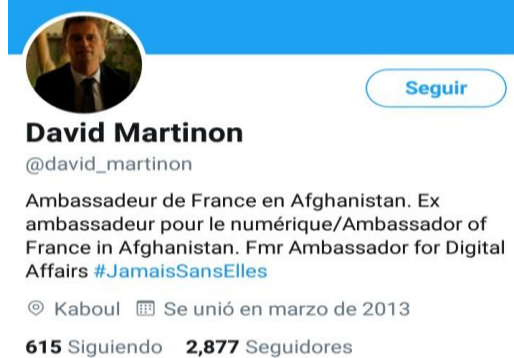 Seguir
David Martinon
@david_martinon
Ambassadeur de France en Afghanistan. Ex
ambassadeur pour le numérique/Ambassador of
France in Afghanistan. Fmr Ambassador for Digital
Affairs #JamaisSansElles
Kaboul Se unió en marzo de 2013
615 Siguiendo 2,877 Seguidores